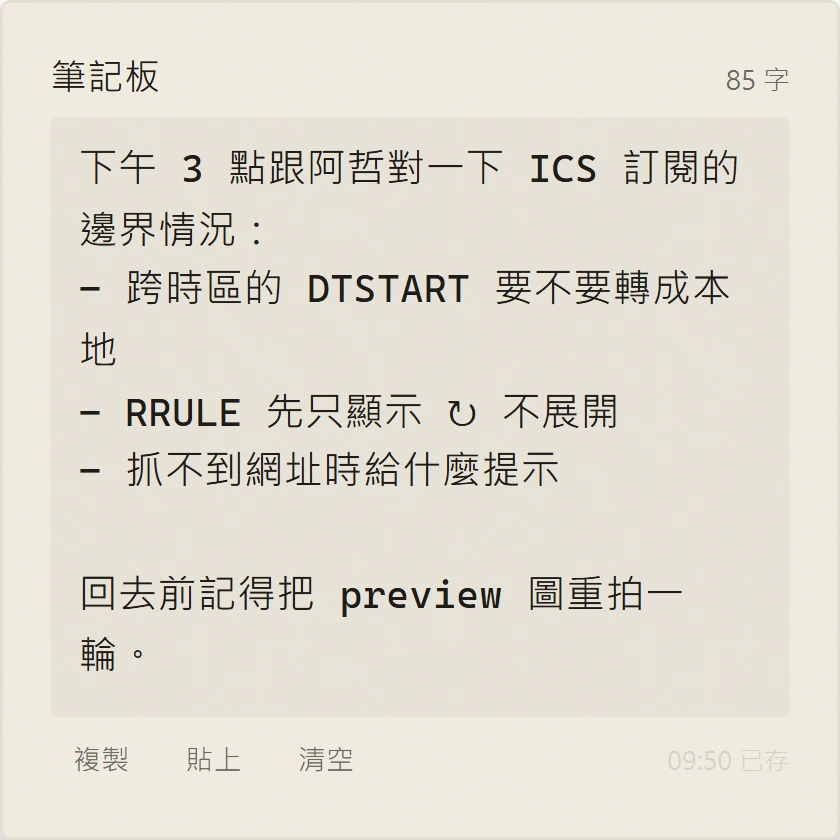 筆記板
85 字
下午 3 點跟阿哲對一下 ICS 訂閱的
邊界情況：
- 跨時區的 DTSTART 要不要轉成本
地
- RRULE 先只顯示 ↻ 不展開
- 抓不到網址時給什麼提示
回去前記得把 preview 圖重拍一
輪。
複製 貼上 清空
09:50 已存